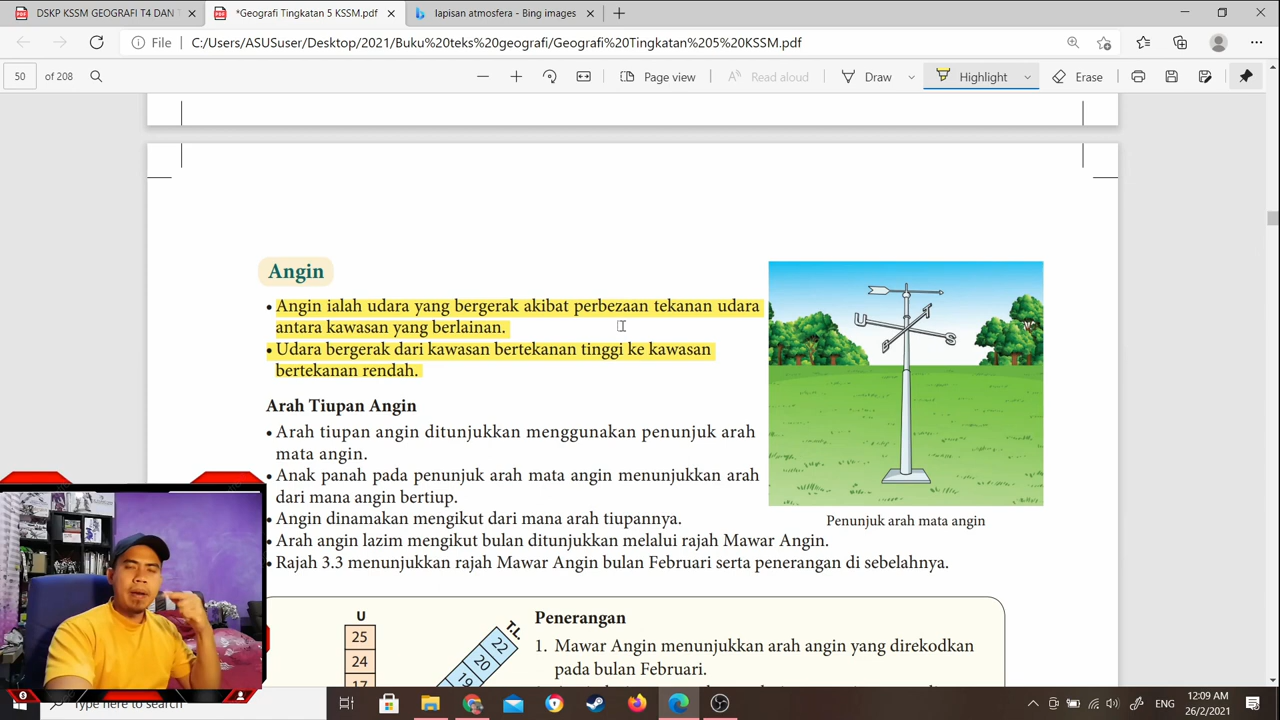 DSKP KSSM GEOGRAFI T4 DAN T
*Geografi Tingkatan 5 KSSM.pdf
lapisan atmosfera - Bing images
File
C:/Users/ASUSuser/Desktop/2021/Buku%20teks%20geografi/Geografi%20Tingkatan%205%20KSSM.pdf
50 of 208
Page view
Read aloud
Draw
Highlight
Erase
Angin
• Angin ialah udara yang bergerak akibat perbezaan tekanan udara
antara kawasan yang berlainan.
• Udara bergerak dari kawasan bertekanan tinggi ke kawasan
bertekanan rendah.
Arah Tiupan Angin
• Arah tiupan angin ditunjukkan menggunakan penunjuk arah
mata angin.
• Anak panah pada penunjuk arah mata angin menunjukkan arah
dari mana angin bertiup.
• Angin dinamakan mengikut dari mana arah tiupannya.
• Arah angin lazim mengikut bulan ditunjukkan melalui rajah Mawar Angin.
• Rajah 3.3 menunjukkan rajah Mawar Angin bulan Februari serta penerangan di sebelahnya.
U
T
S
Penunjuk arah mata angin
U
25
24
17
T.L.
22
20
19
Penerangan
1. Mawar Angin menunjukkan arah angin yang direkodkan
pada bulan Februari.
Type here to search
ENG
12:09 AM
26/2/2021